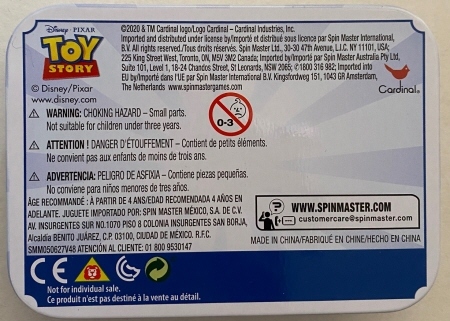 Disney • PIXAR
TOY
STORY
© Disney/Pixar
www.disney.com
©2020 & TM Cardinal logo/Logo Cardinal Industries, Inc.
Imported and distributed under license by/Importé et distribué sous licence par Spin Master International,
B.V. All rights reserved./Tous droits réservés. Spin Master Ltd., 30-30 47th Avenue, L.I.C. NY 11101, USA;
225 King Street West, Toronto, ON, M5V 3M2 Canada; Imported by/Importé par Spin Master Australia Pty Ltd,
Suite 101, Level 1, 18-24 Chandos Street, St Leonards, NSW 2065; ✆1800 316 982; Imported into
EU by/Importé dans l'UE par Spin Master International B.V. Kingsfordweg 151, 1043 GR Amsterdam,
The Netherlands www.spinmastergames.com
Cardinal®
⚠ WARNING: CHOKING HAZARD – Small parts.
Not suitable for children under three years.
0-3
⚠ ATTENTION ! DANGER D'ÉTOUFFEMENT – Contient de petits éléments.
Ne convient pas aux enfants de moins de trois ans.
⚠ ADVERTENCIA: PELIGRO DE ASFIXIA – Contiene piezas pequeñas.
No conviene para niños menores de tres años.
ÂGE RECOMMANDÉ : À PARTIR DE 4 ANS/EDAD RECOMENDADA 4 AÑOS EN
ADELANTE. JUGUETE IMPORTADO POR: SPIN MASTER MÉXICO, S.A. DE C.V.
AV. INSURGENTES SUR NO.1070 PISO 8 COLONIA INSURGENTES SAN BORJA,
Alcaldía BENITO JUÁREZ, C.P. 03100, CIUDAD DE MÉXICO. R.F.C.
SMM050627V48 ATENCIÓN AL CLIENTE: 01 800 9530147
WWW.SPINMASTER.COM
customercare@spinmaster.com
MADE IN CHINA/FABRIQUÉ EN CHINE/HECHO EN CHINA
CE
Not for individual sale.
Ce produit n'est pas destiné à la vente au détail.